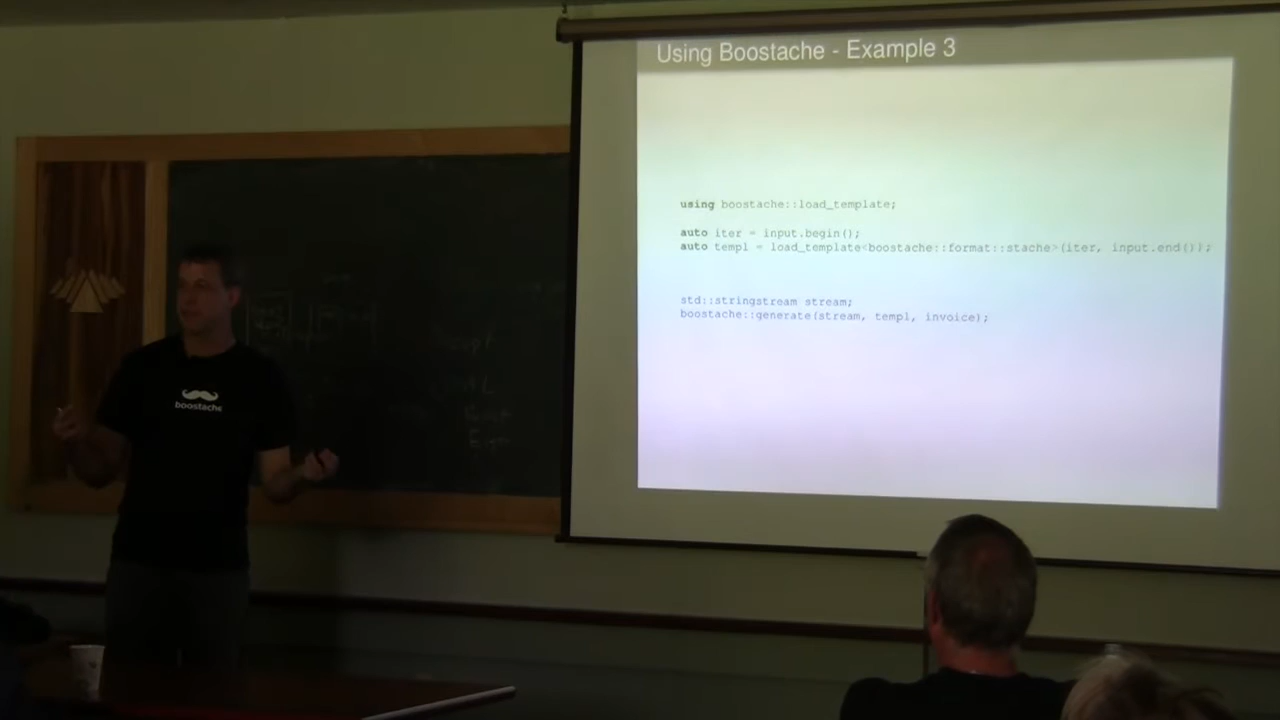 Using Boostache - Example 3
using boostache::load_template;
auto iter = input.begin();
auto templ = load_template<boostache::format::stache>(iter, input.end());
std::stringstream stream;
boostache::generate(stream, templ, invoice);
boostache